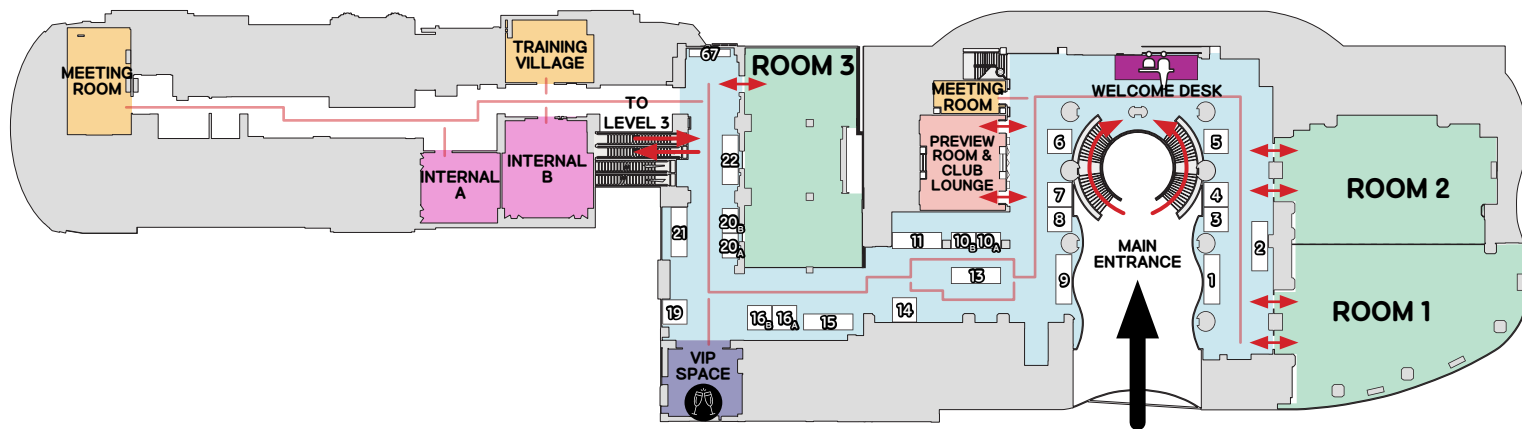 MEETING
ROOM
TRAINING
VILLAGE
67
ROOM 3
MEETING
ROOM
WELCOME DESK
TO
LEVEL 3
INTERNAL
A
INTERNAL
B
22
PREVIEW
ROOM &
CLUB
LOUNGE
6
5
7
4
8
3
ROOM 2
21
20B
20A
11
10B
10A
2
MAIN
ENTRANCE
13
9
1
19
16B
16A
15
14
ROOM 1
VIP
SPACE